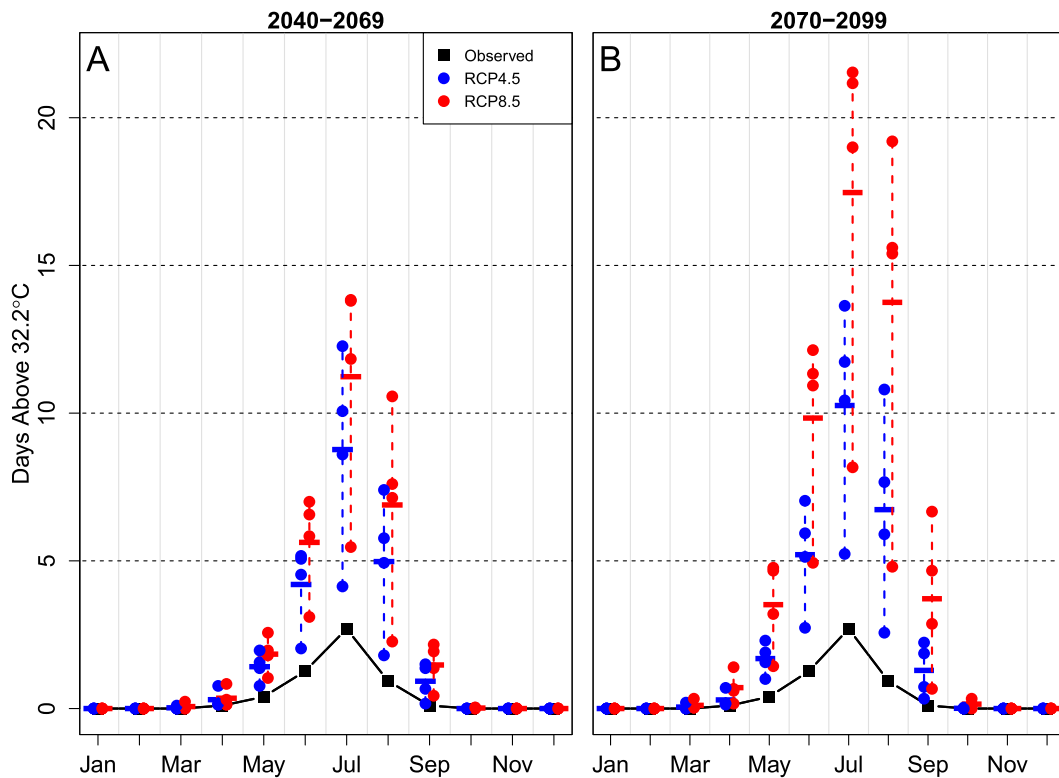 2040−2069
2070−2099
A
Observed
RCP4.5
RCP8.5
B
Days Above 32.2°C
20
15
10
5
0
Jan Mar May Jul Sep Nov
Jan Mar May Jul Sep Nov